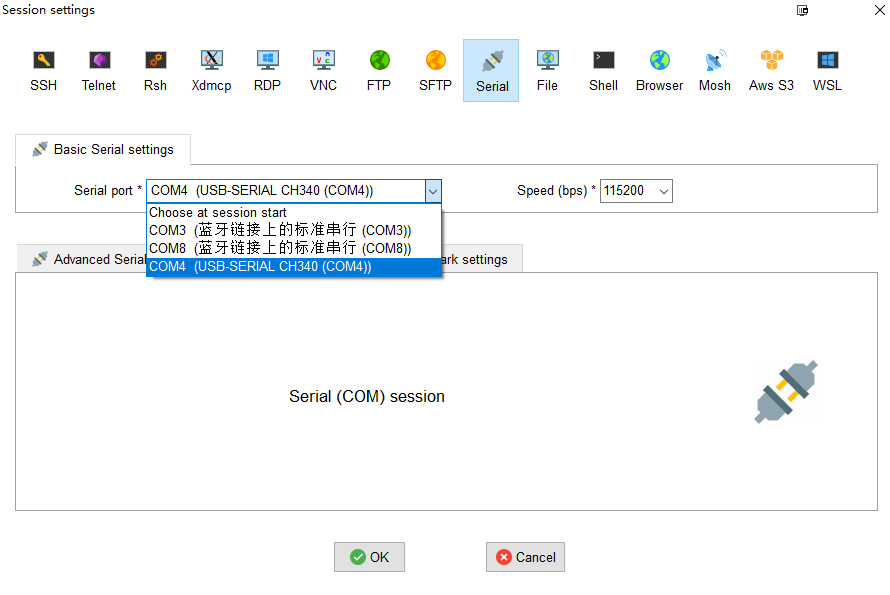 Session settings
SSH Telnet Rsh Xdmcp RDP VNC FTP SFTP Serial File Shell Browser Mosh Aws S3 WSL
Basic Serial settings
Serial port * COM4 (USB-SERIAL CH340 (COM4)) Speed (bps) * 115200
Choose at session start
COM3 (蓝牙链接上的标准串行 (COM3))
COM8 (蓝牙链接上的标准串行 (COM8))
COM4 (USB-SERIAL CH340 (COM4))
Advanced Serial ark settings
Serial (COM) session
OK Cancel